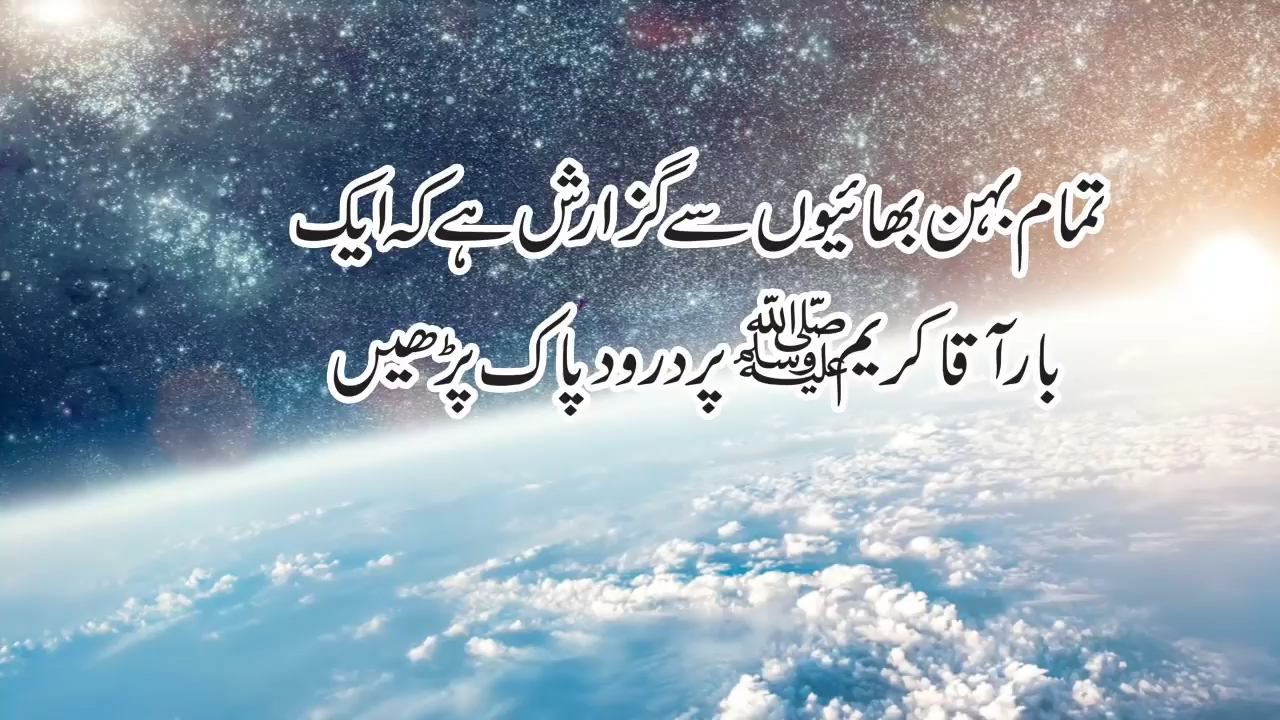 تمام بہن بھائیوں سے گزارش ہے کہ ایک
بار آقا کریم ﷺ پر درود پاک پڑھیں